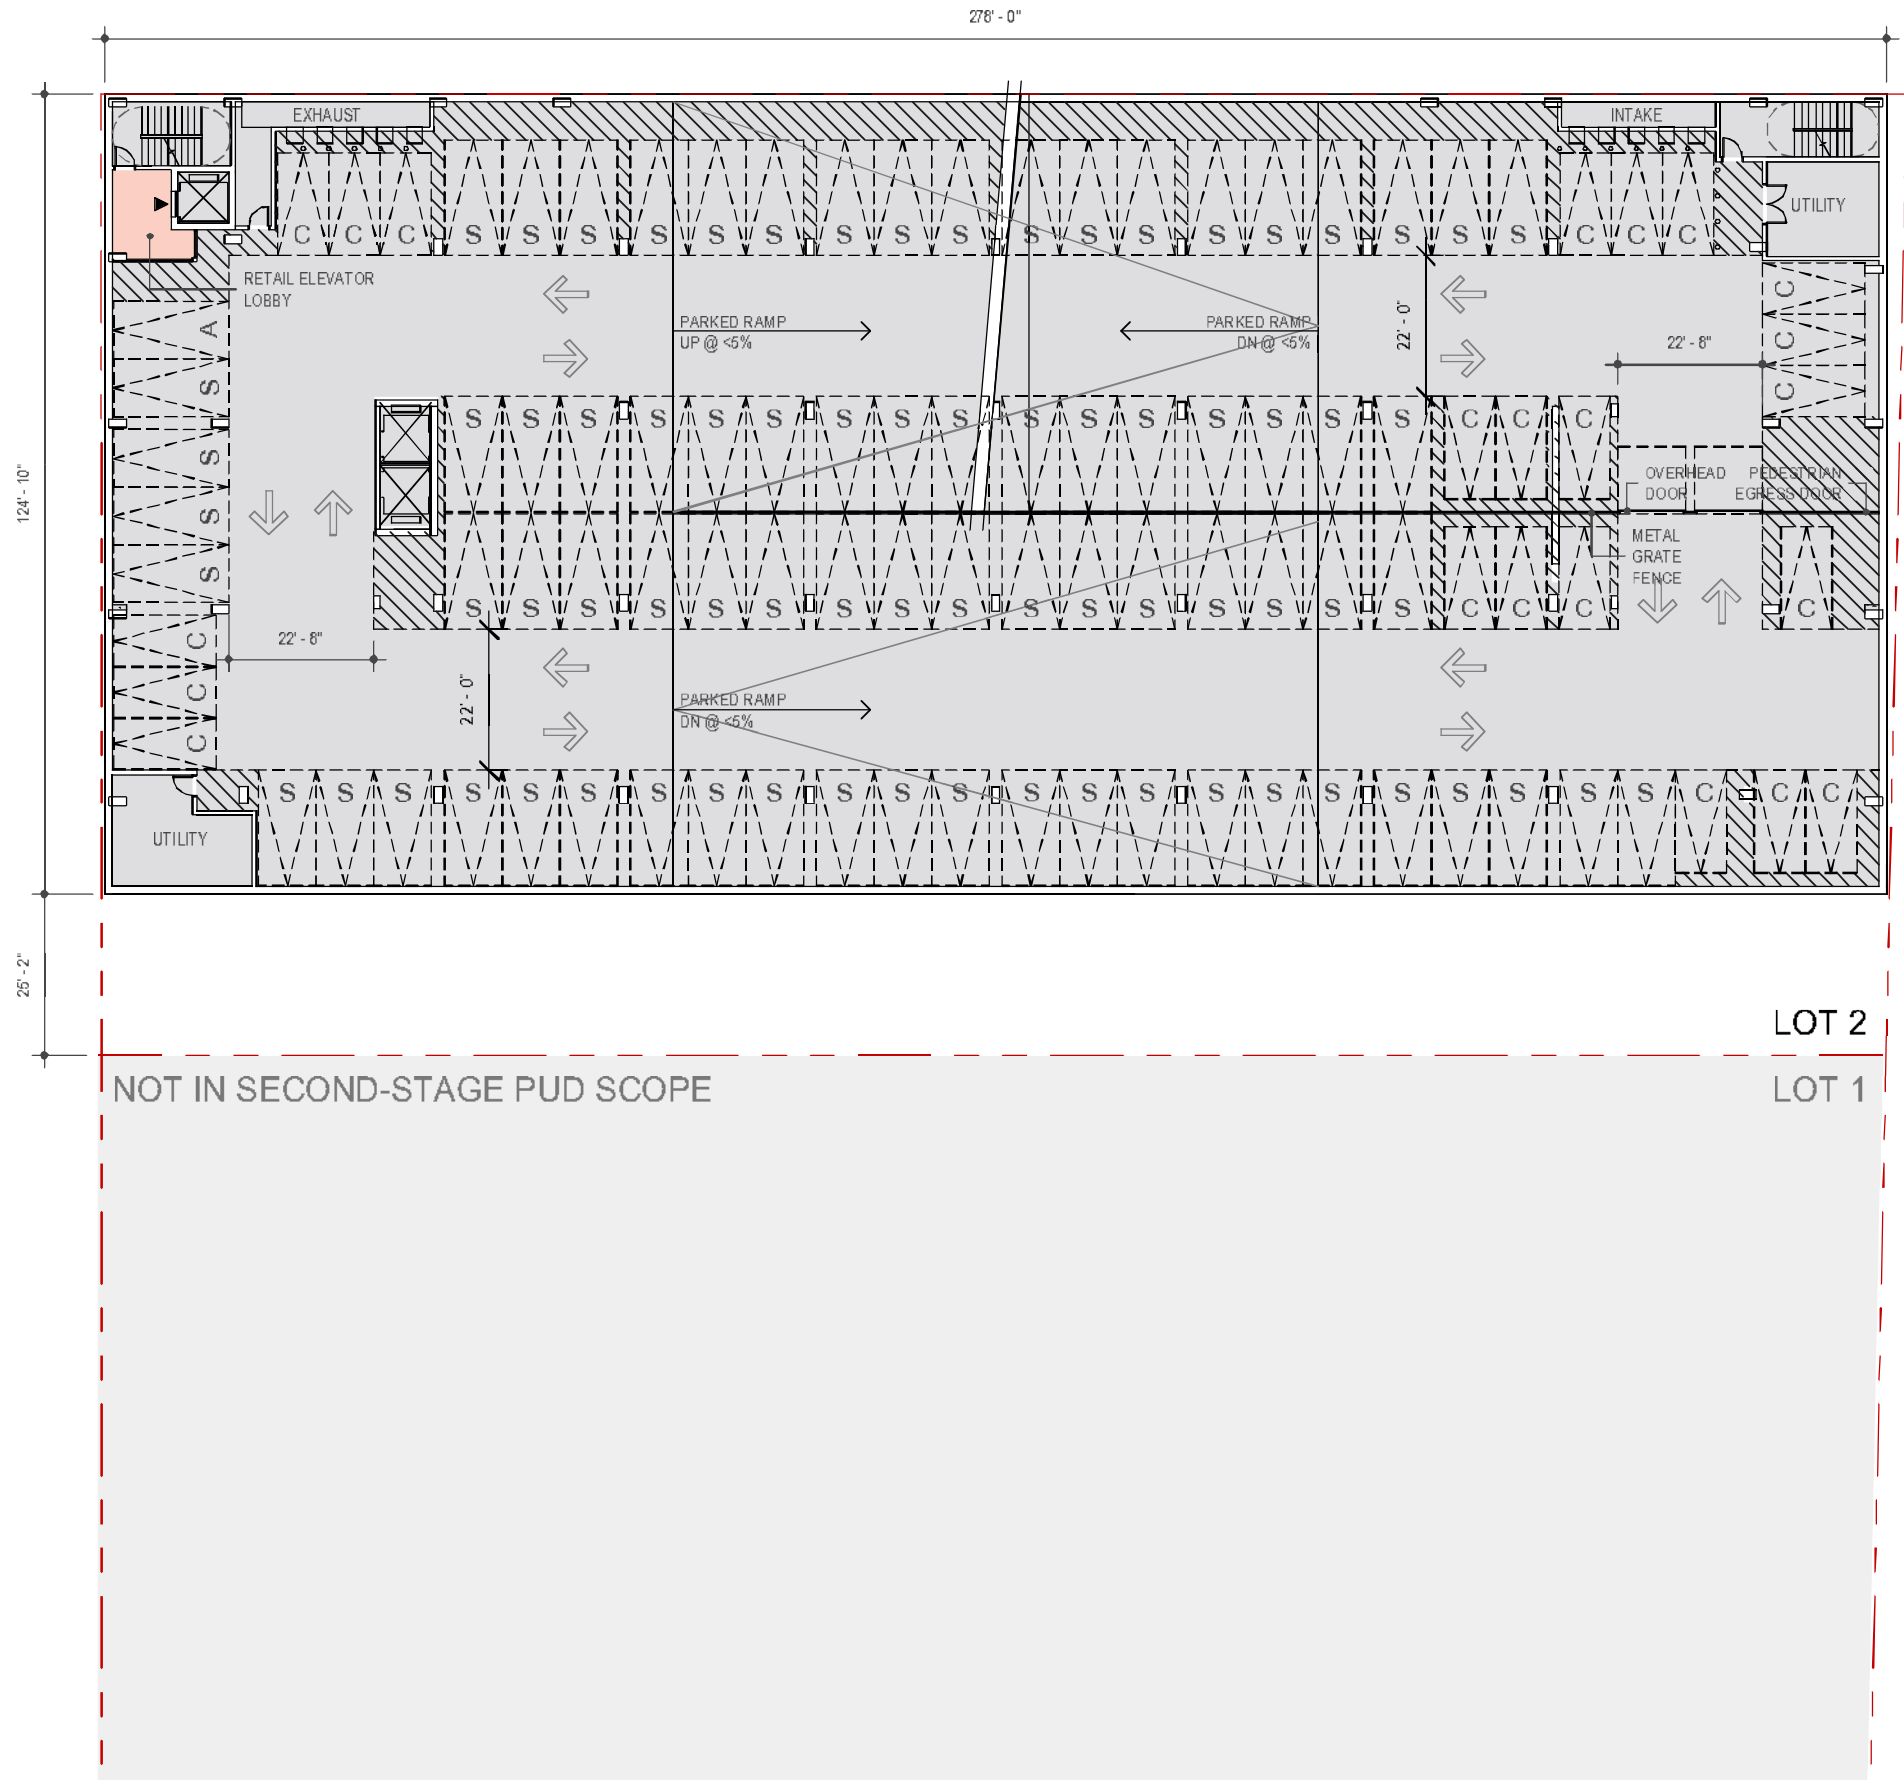 278' - 0"
EXHAUST
INTAKE
UTILITY
C C C S S S S S S S S S S S S S S S S S S C C C
RETAIL ELEVATOR
LOBBY
C
C
C
A
S
S
S
S
PARKED RAMP
UP @ <5%
PARKED RAMP
DN @ <5%
22' - 0"
22' - 8"
S S S S S S S S S S S S S S S S C C C
124' - 10"
OVERHEAD
DOOR
PEDESTRIAN
EGRESS DOOR
METAL
GRATE
FENCE
S S S S S S S S S S S S S S S S C C C C
22' - 8"
C
C
C
22' - 0"
PARKED RAMP
DN @ <5%
S S S S S S S S S S S S S S S S S S S S S S S C C C
UTILITY
25' - 2"
LOT 2
NOT IN SECOND-STAGE PUD SCOPE
LOT 1